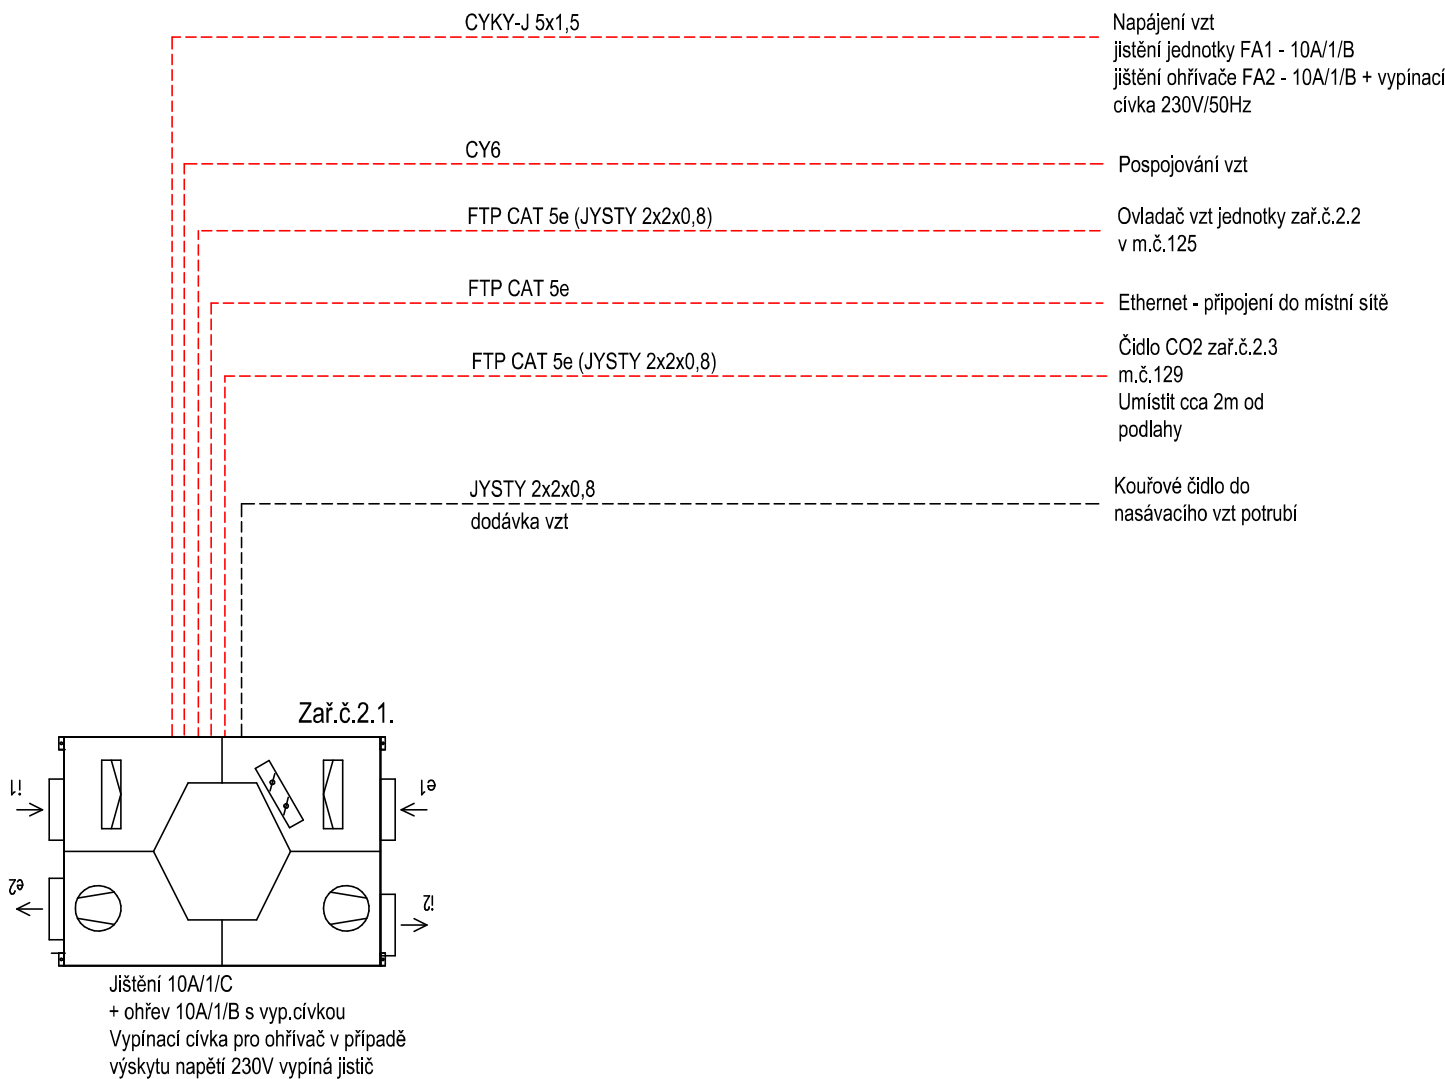 CYKY-J 5x1,5
Napájení vzt
jistění jednotky FA1 - 10A/1/B
jištění ohřívače FA2 - 10A/1/B + vypínací
cívka 230V/50Hz
CY6
Pospojování vzt
FTP CAT 5e (JYSTY 2x2x0,8)
Ovladač vzt jednotky zař.č.2.2
v m.č.125
FTP CAT 5e
Ethernet - připojení do místní sítě
FTP CAT 5e (JYSTY 2x2x0,8)
Čidlo CO2 zař.č.2.3
m.č.129
Umístit cca 2m od
podlahy
JYSTY 2x2x0,8
dodávka vzt
Kouřové čidlo do
nasávacího vzt potrubí
Zař.č.2.1.
i1
e1
e2
i2
Jištění 10A/1/C
+ ohřev 10A/1/B s vyp.cívkou
Vypínací cívka pro ohřívač v případě
výskytu napětí 230V vypíná jistič